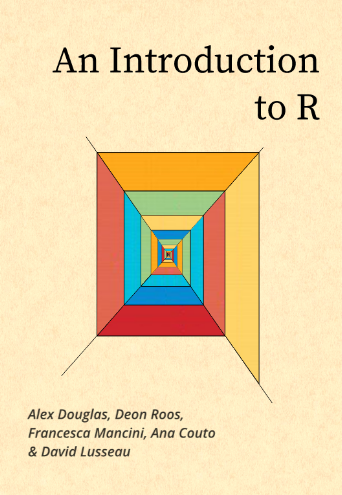 An Introduction
to R
Alex Douglas, Deon Roos,
Francesca Mancini, Ana Couto
& David Lusseau